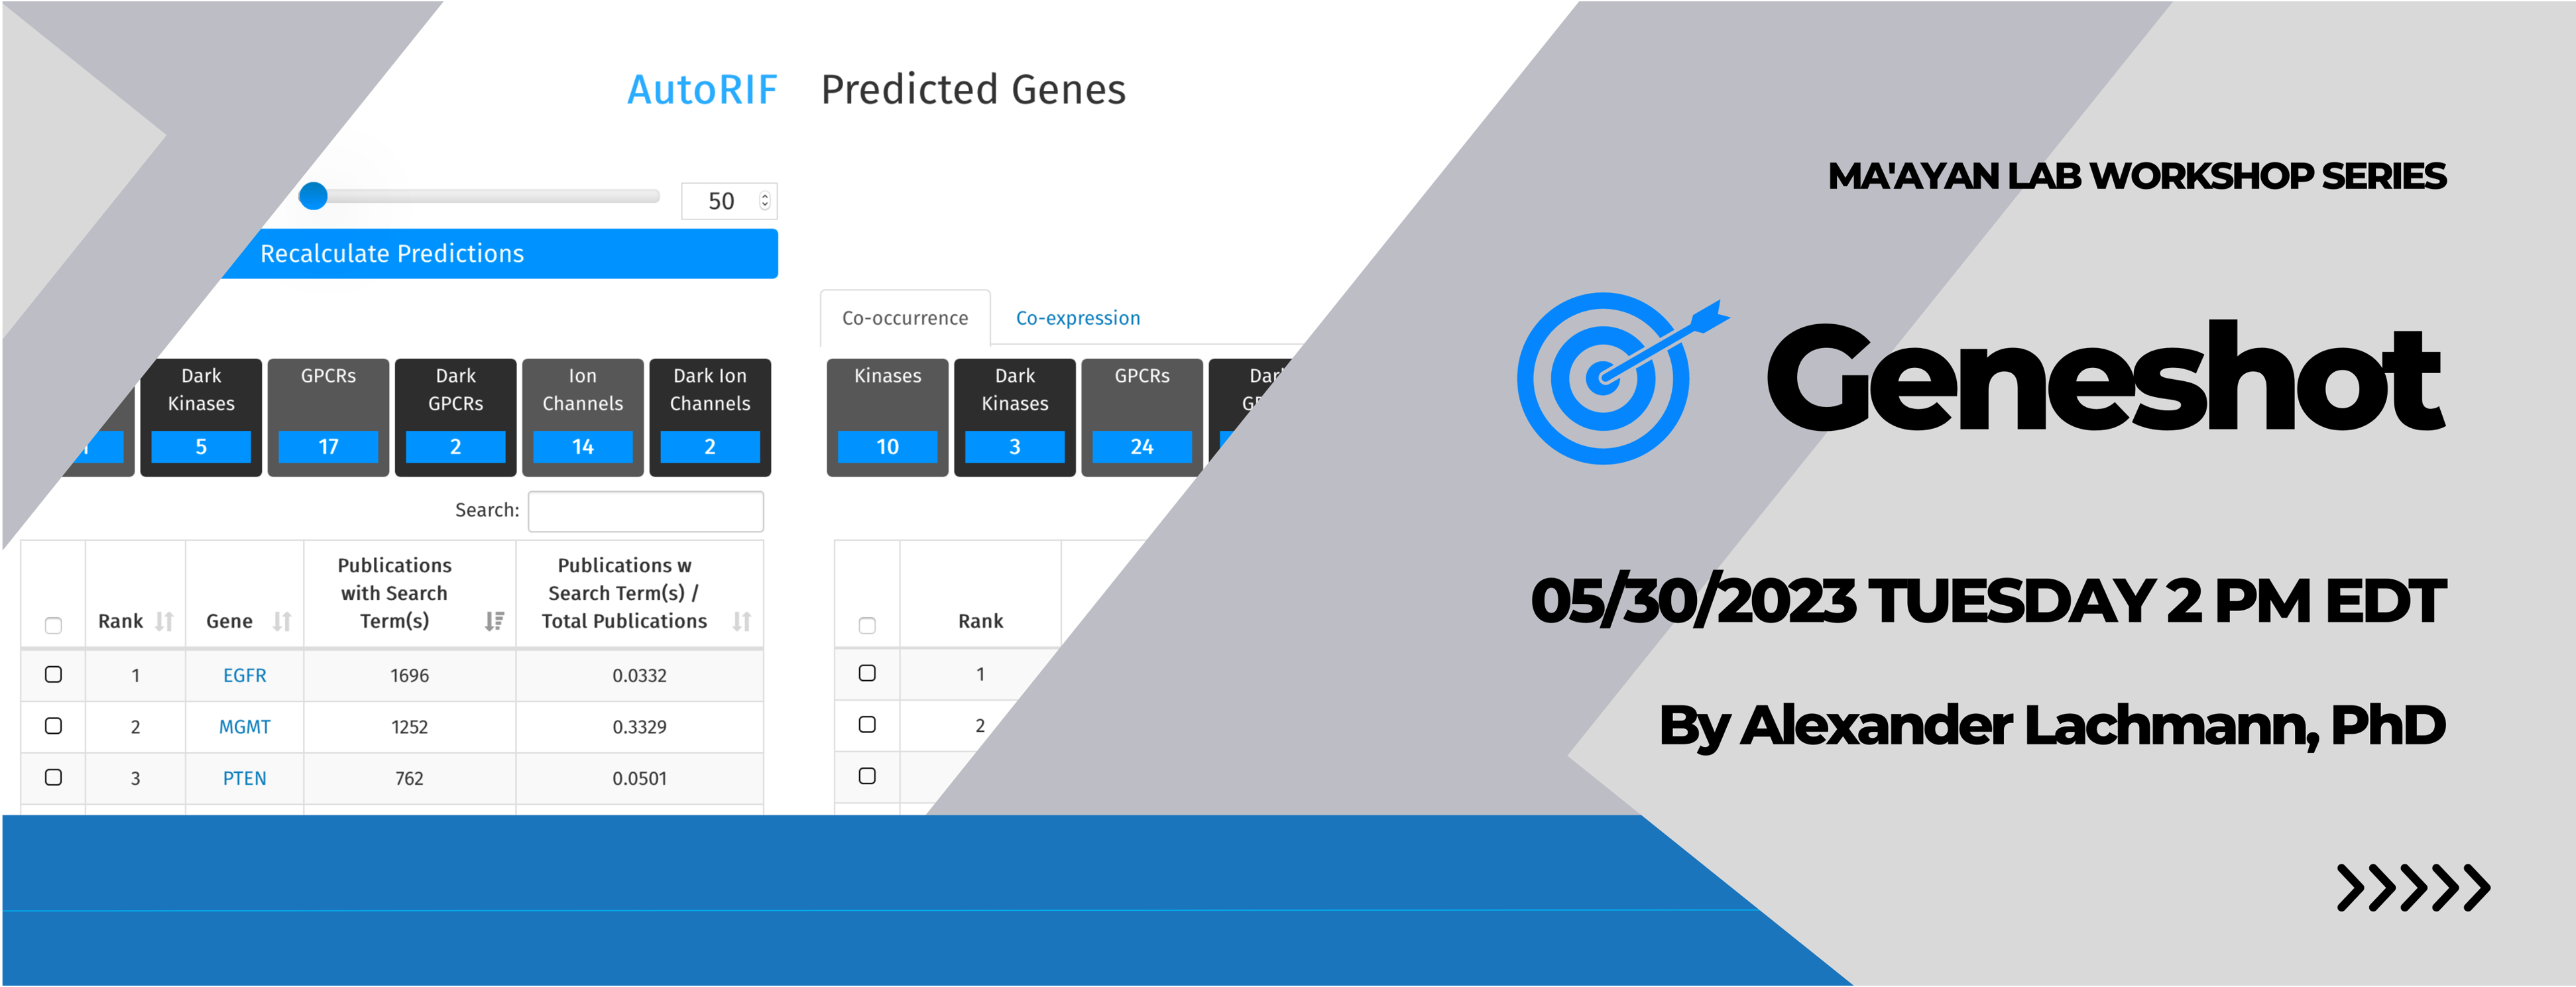 AutoRIF
Predicted Genes
50
Recalculate Predictions
Co-occurrence
Co-expression
Dark
Kinases
5
GPCRs
17
Dark
GPCRs
2
Ion
Channels
14
Dark Ion
Channels
2
Kinases
10
Dark
Kinases
3
GPCRs
24
Search:
Rank
Gene
Publications
with Search
Term(s)
Publications w
Search Term(s) /
Total Publications
1 EGFR 1696 0.0332
2 MGMT 1252 0.3329
3 PTEN 762 0.0501
Rank
1
2
MA'AYAN LAB WORKSHOP SERIES
Geneshot
05/30/2023 TUESDAY 2 PM EDT
By Alexander Lachmann, PhD